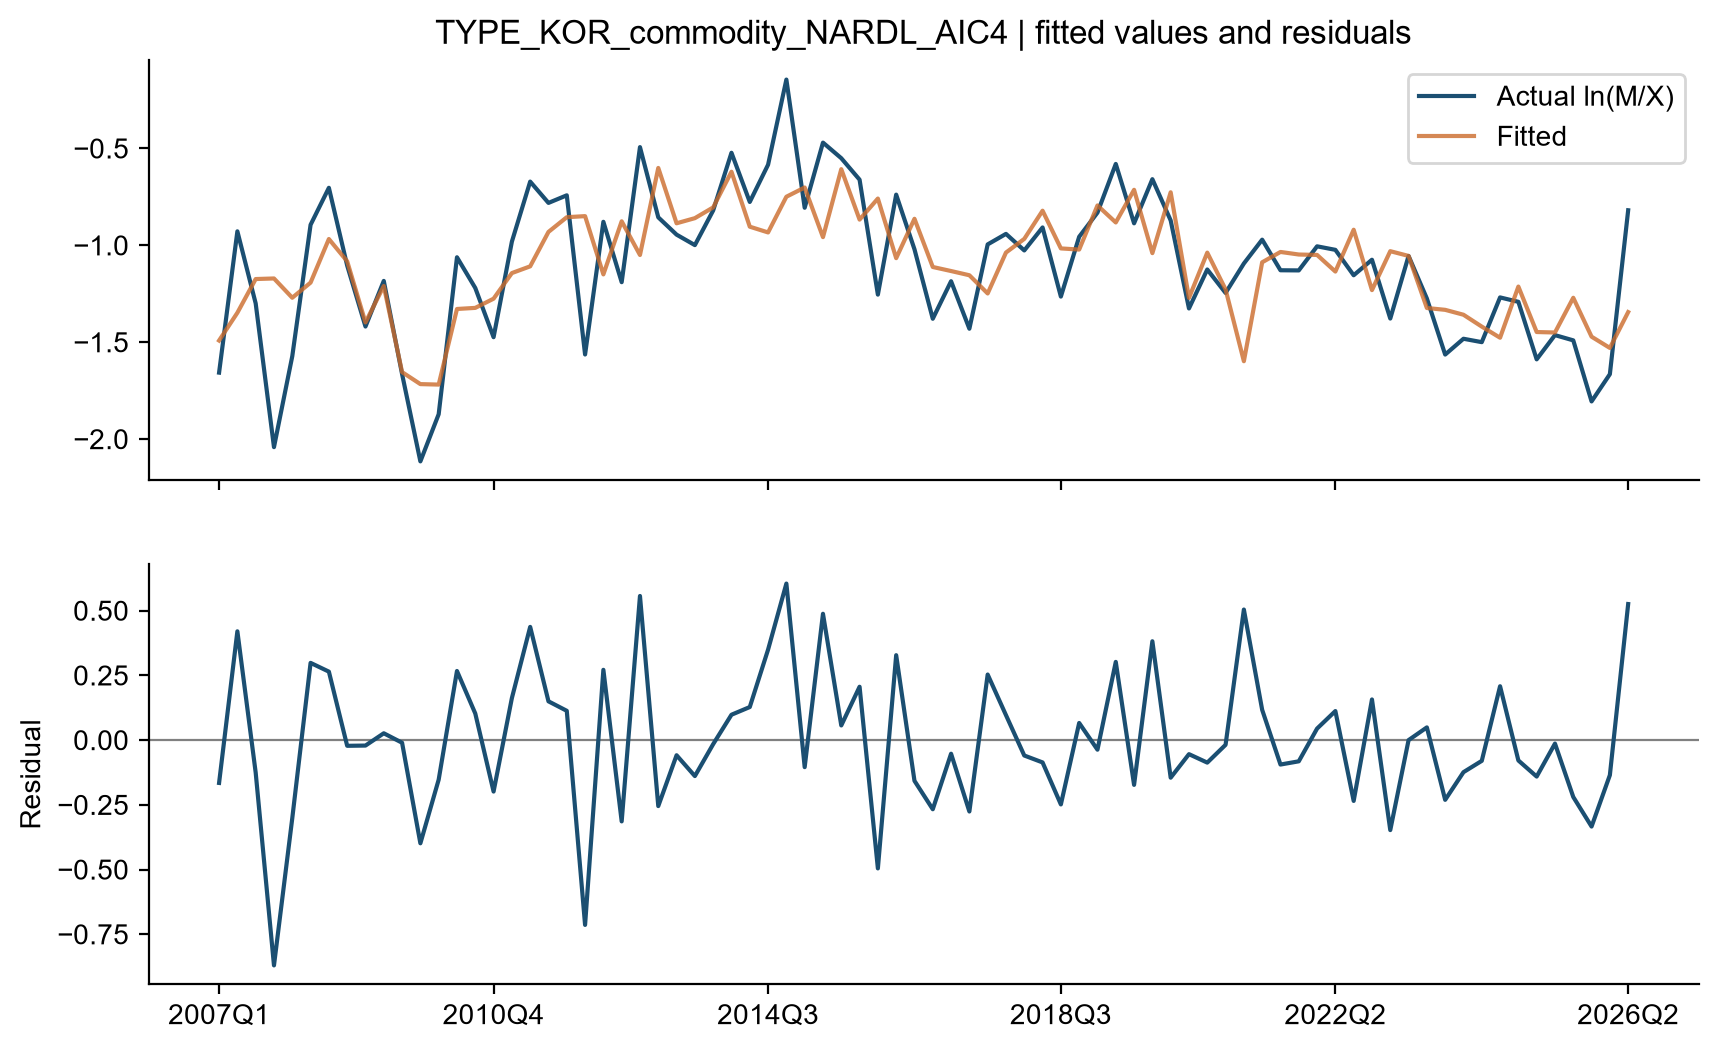 TYPE_KOR_commodity_NARDL_AIC4 | fitted values and residuals
Actual ln(M/X)
Fitted
−0.5
−1.0
−1.5
−2.0
Residual
0.50
0.25
0.00
−0.25
−0.50
−0.75
2007Q1
2010Q4
2014Q3
2018Q3
2022Q2
2026Q2